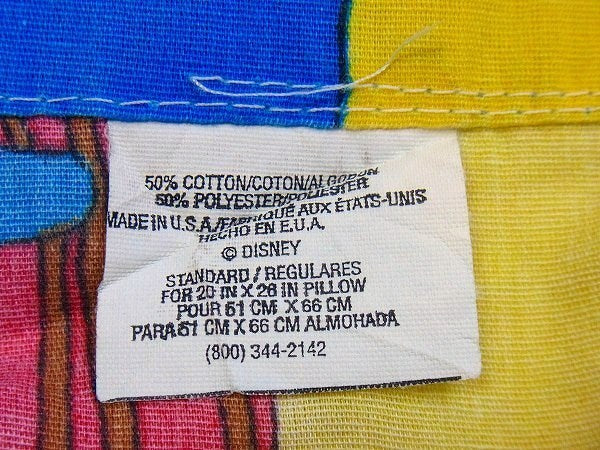 50% COTTON/COTON/ALGODON
50% POLYESTER/POLIESTER
MADE IN U.S.A./FABRIQUÉ AUX ÉTATS-UNIS
HECHO EN E.U.A.
© DISNEY
STANDARD / REGULARES
FOR 20 IN X 26 IN PILLOW
POUR 51 CM X 66 CM
PARA 51 CM X 66 CM ALMOHADA
(800) 344-2142